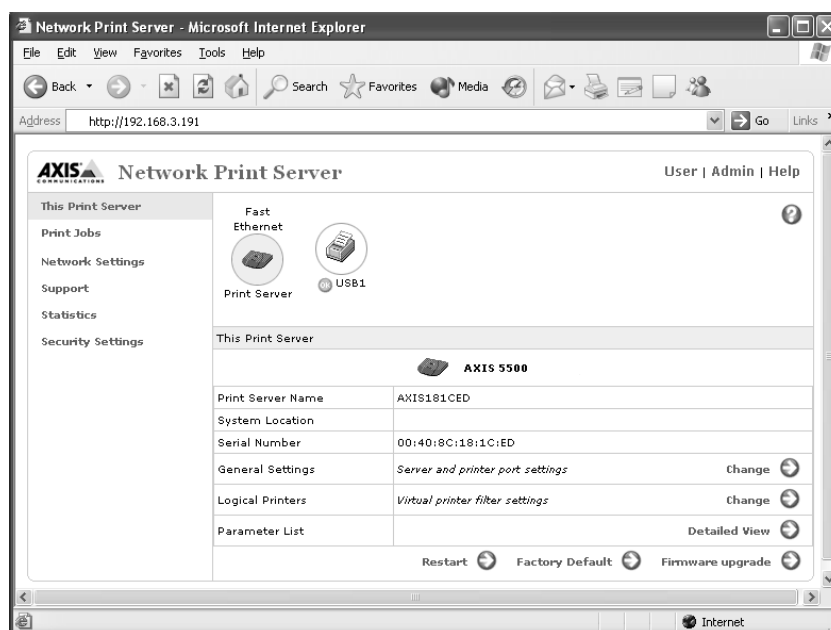 Network Print Server - Microsoft Internet Explorer
File Edit View Favorites Tools Help
Back Search Favorites Media
Address http://192.168.3.191 Go Links
AXIS COMMUNICATIONS Network Print Server User | Admin | Help
This Print Server
Print Jobs
Network Settings
Support
Statistics
Security Settings
Fast
Ethernet
Print Server
OK USB1
This Print Server
AXIS 5500
Print Server Name AXIS181CED
System Location
Serial Number 00:40:8C:18:1C:ED
General Settings Server and printer port settings Change
Logical Printers Virtual printer filter settings Change
Parameter List Detailed View
Restart Factory Default Firmware upgrade
Internet